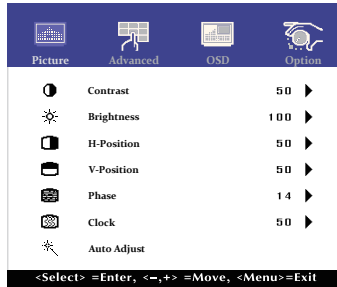 Picture Advanced OSD Option
Contrast 50
Brightness 100
H-Position 50
V-Position 50
Phase 14
Clock 50
Auto Adjust
<Select> =Enter, <–,+> =Move, <Menu>=Exit